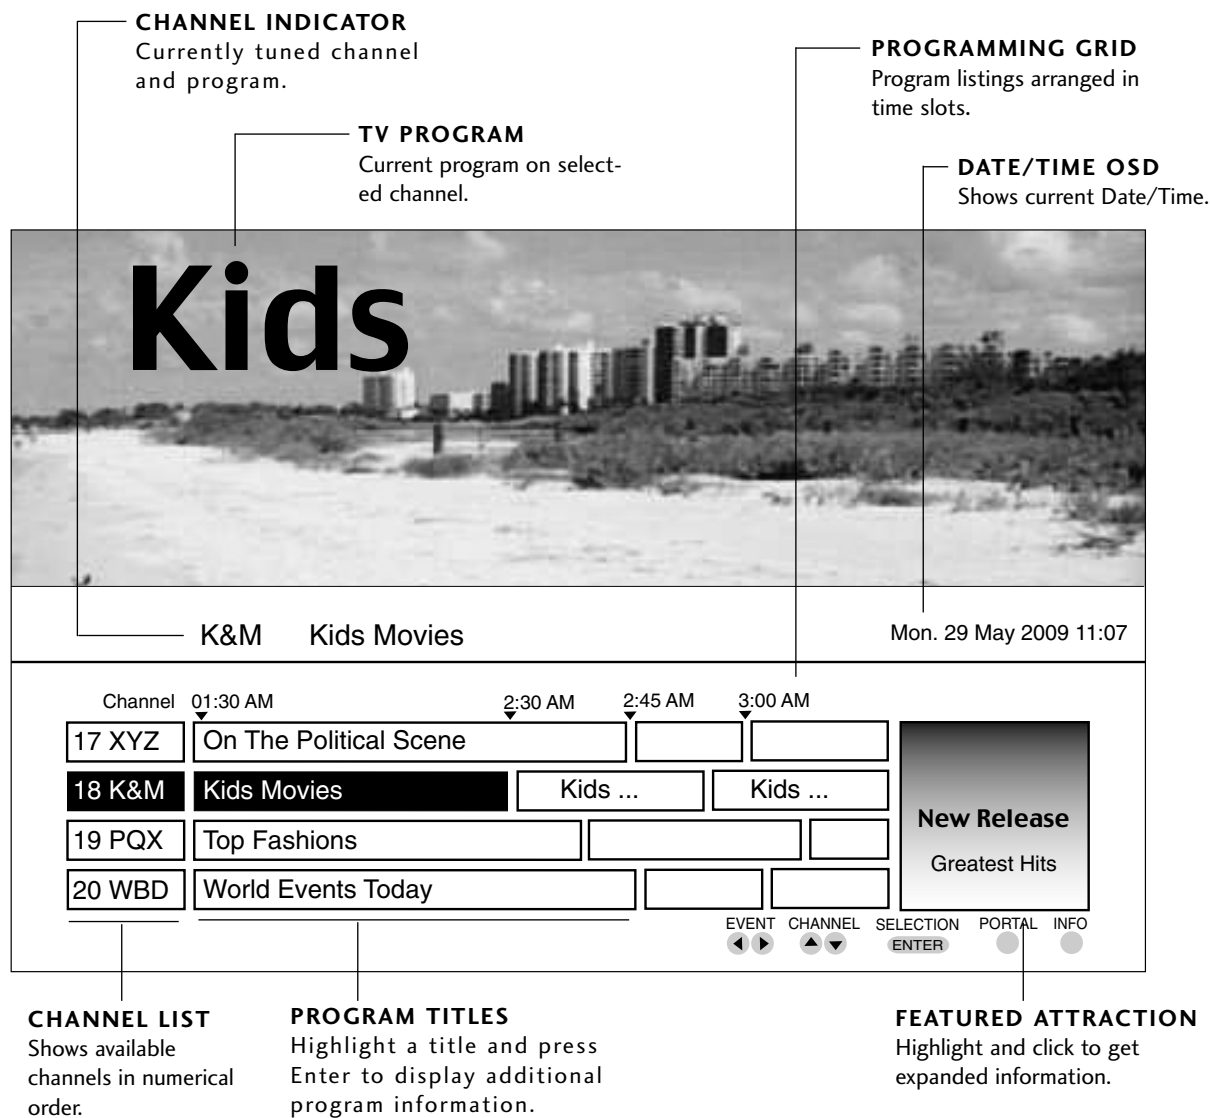 CHANNEL INDICATOR
Currently tuned channel
and program.
PROGRAMMING GRID
Program listings arranged in
time slots.
TV PROGRAM
Current program on select-
ed channel.
DATE/TIME OSD
Shows current Date/Time.
Kids
K&M Kids Movies
Mon. 29 May 2009 11:07
Channel 01:30 AM 2:30 AM 2:45 AM 3:00 AM
17 XYZ On The Political Scene
18 K&M Kids Movies Kids ... Kids ...
19 PQX Top Fashions
20 WBD World Events Today
New Release
Greatest Hits
EVENT CHANNEL SELECTION PORTAL INFO
ENTER
CHANNEL LIST
Shows available
channels in numerical
order.
PROGRAM TITLES
Highlight a title and press
Enter to display additional
program information.
FEATURED ATTRACTION
Highlight and click to get
expanded information.